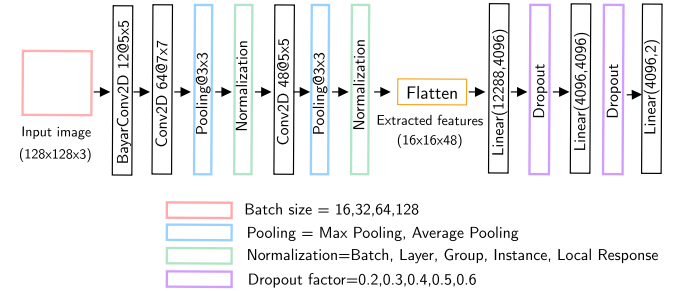 Input image
(128x128x3)
BayarConv2D 12@5x5
Conv2D 64@7x7
Pooling@3x3
Normalization
Conv2D 48@5x5
Pooling@3x3
Normalization
Flatten
Extracted features
(16x16x48)
Linear(12288,4096)
Dropout
Linear(4096,4096)
Dropout
Linear(4096,2)
Batch size = 16,32,64,128
Pooling = Max Pooling, Average Pooling
Normalization=Batch, Layer, Group, Instance, Local Response
Dropout factor=0.2,0.3,0.4,0.5,0.6